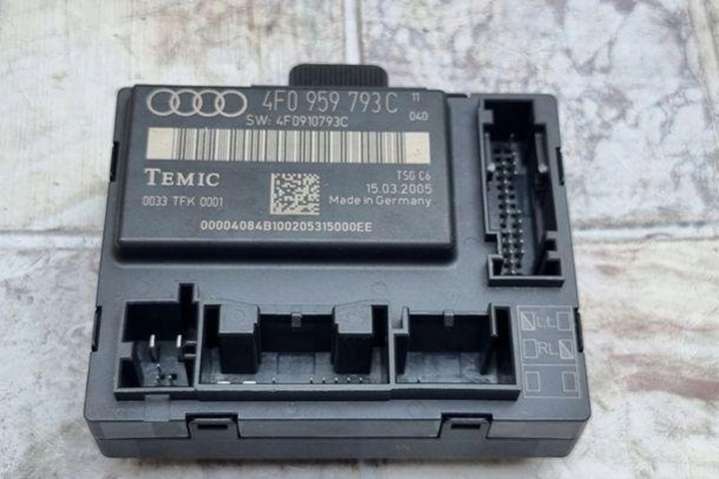 4F0 959 793 C 11
SW: 4F0910793C 040
TEMIC TSG C6
15.03.2005
0033 TFK 0001 Made in Germany
00004084B100205315000EE
LL
RL